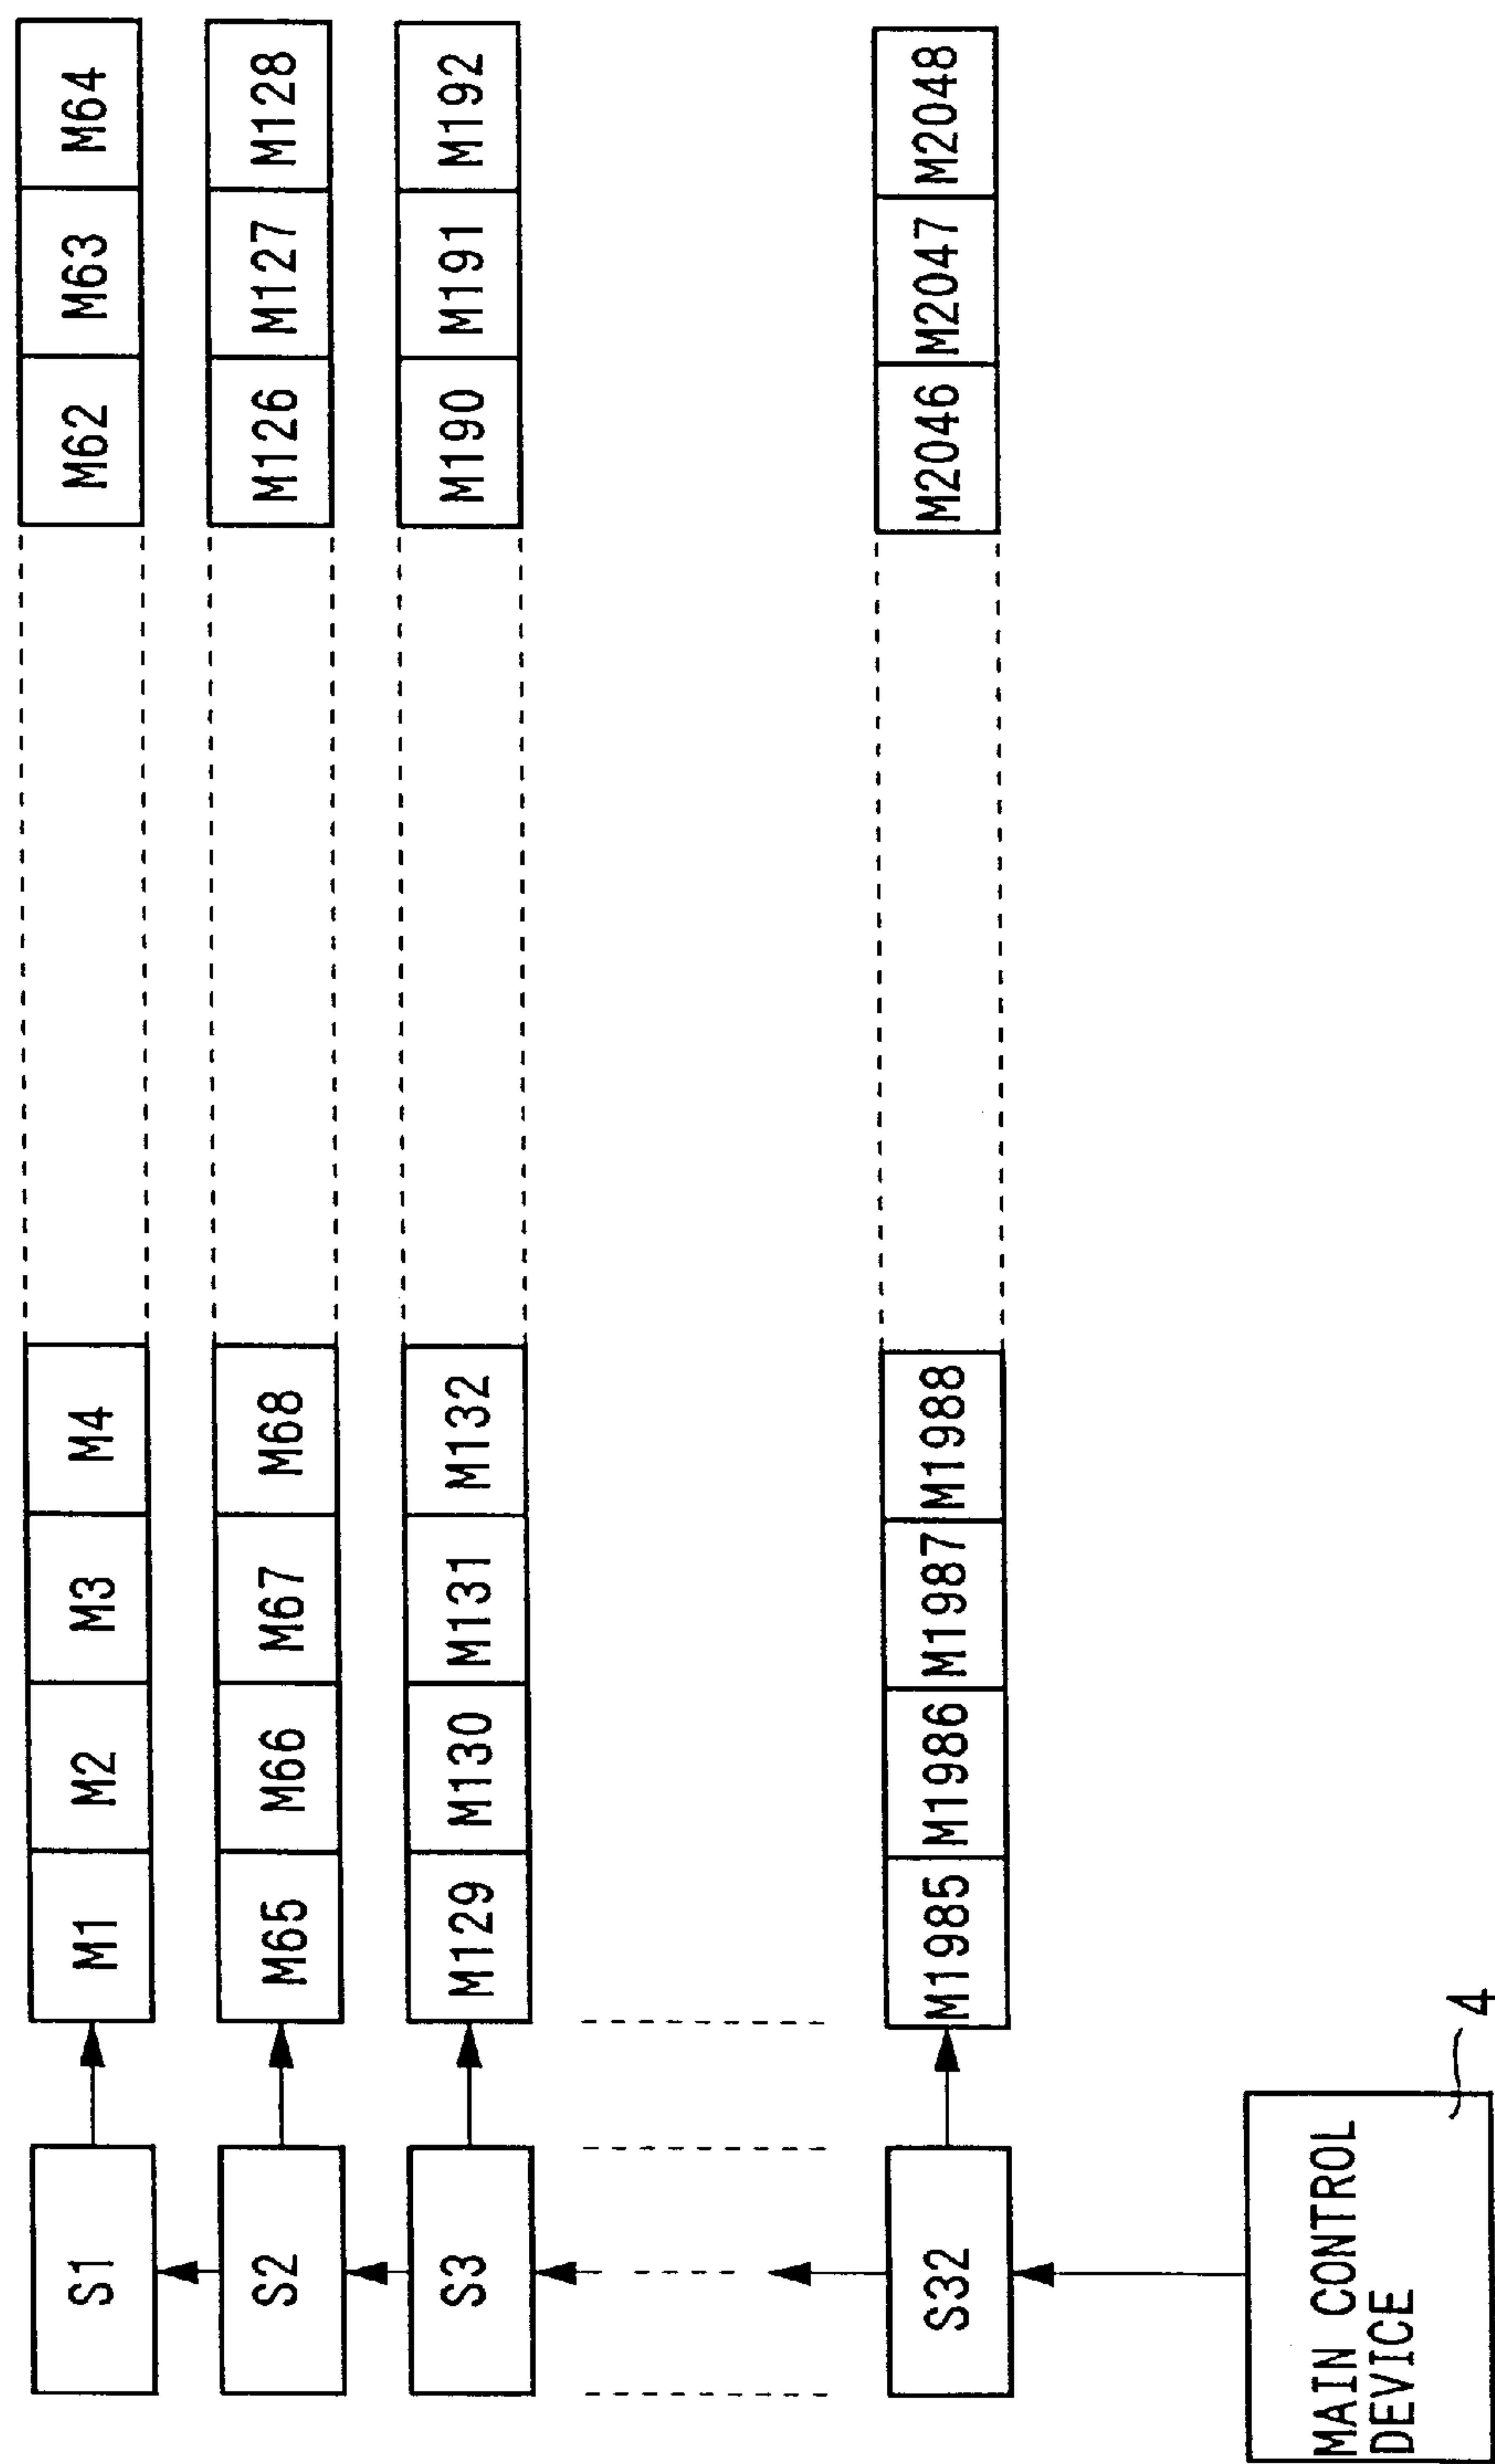 S1 M1 M2 M3 M4 M62 M63 M64
S2 M65 M66 M67 M68 M126 M127 M128
S3 M129 M130 M131 M132 M190 M191 M192
S32 M1985 M1986 M1987 M1988 M2046 M2047 M2048
MAIN CONTROL
DEVICE
4